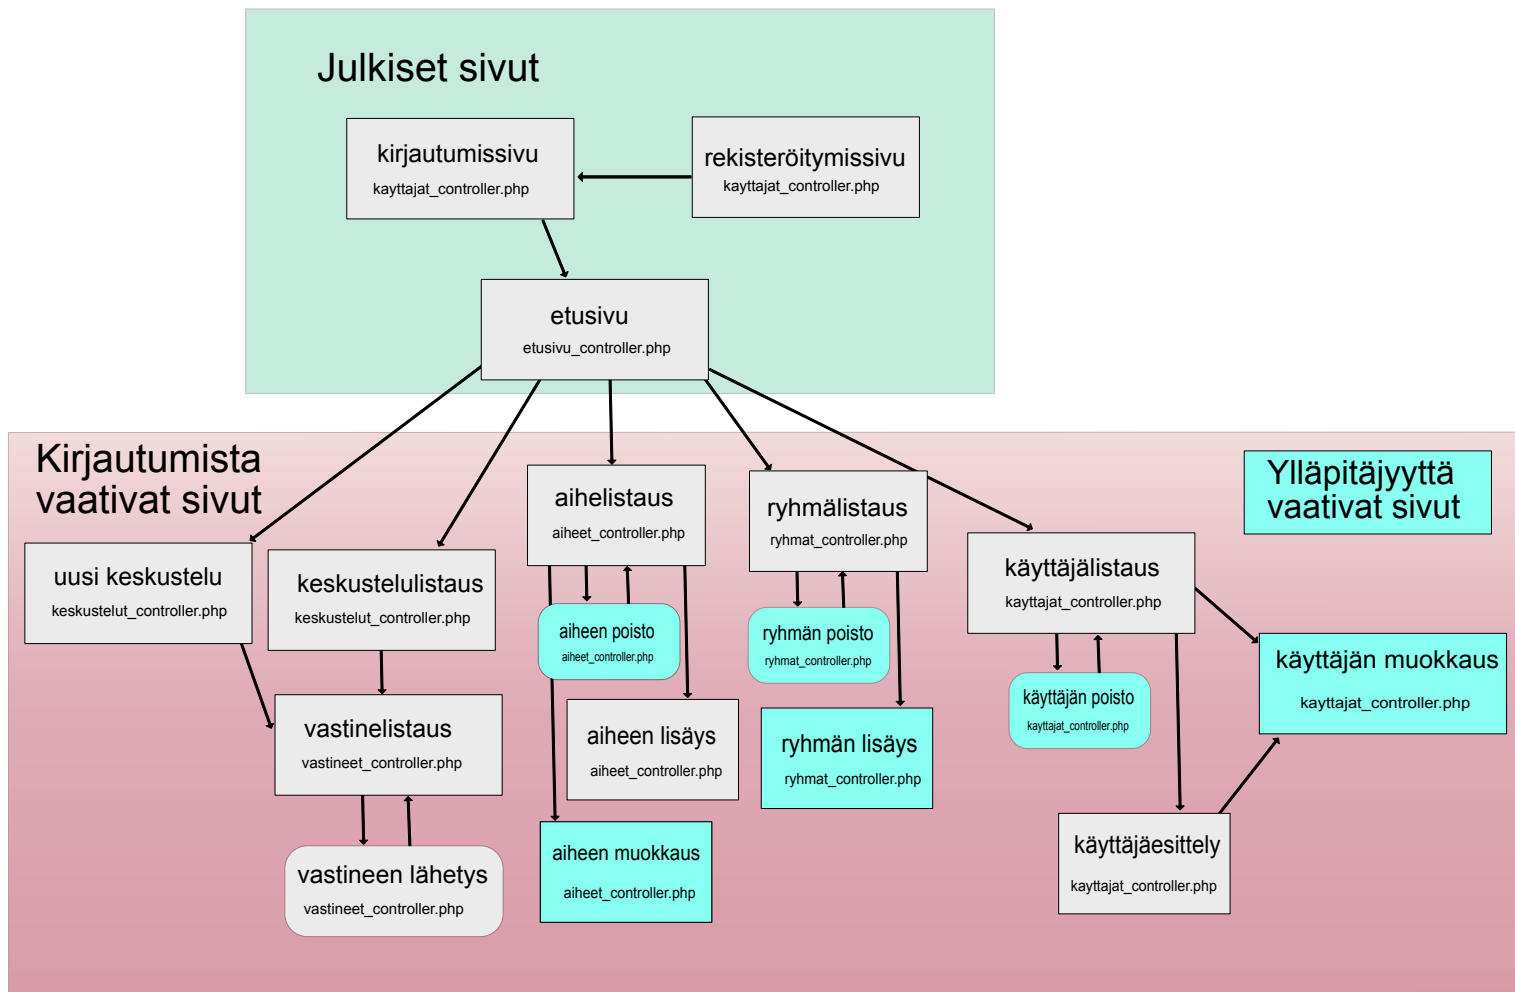 Julkiset sivut
kirjautumissivu
kayttajat_controller.php
rekisteröitymissivu
kayttajat_controller.php
etusivu
etusivu_controller.php
Kirjautumista
vaativat sivut
Ylläpitäjyyttä
vaativat sivut
uusi keskustelu
keskustelut_controller.php
keskustelulistaus
keskustelut_controller.php
aihelistaus
aiheet_controller.php
ryhmälistaus
ryhmat_controller.php
käyttäjälistaus
kayttajat_controller.php
aiheen poisto
aiheet_controller.php
ryhmän poisto
ryhmat_controller.php
käyttäjän poisto
kayttajat_controller.php
käyttäjän muokkaus
kayttajat_controller.php
vastinelistaus
vastineet_controller.php
aiheen lisäys
aiheet_controller.php
ryhmän lisäys
ryhmat_controller.php
vastineen lähetys
vastineet_controller.php
aiheen muokkaus
aiheet_controller.php
käyttäjäesittely
kayttajat_controller.php